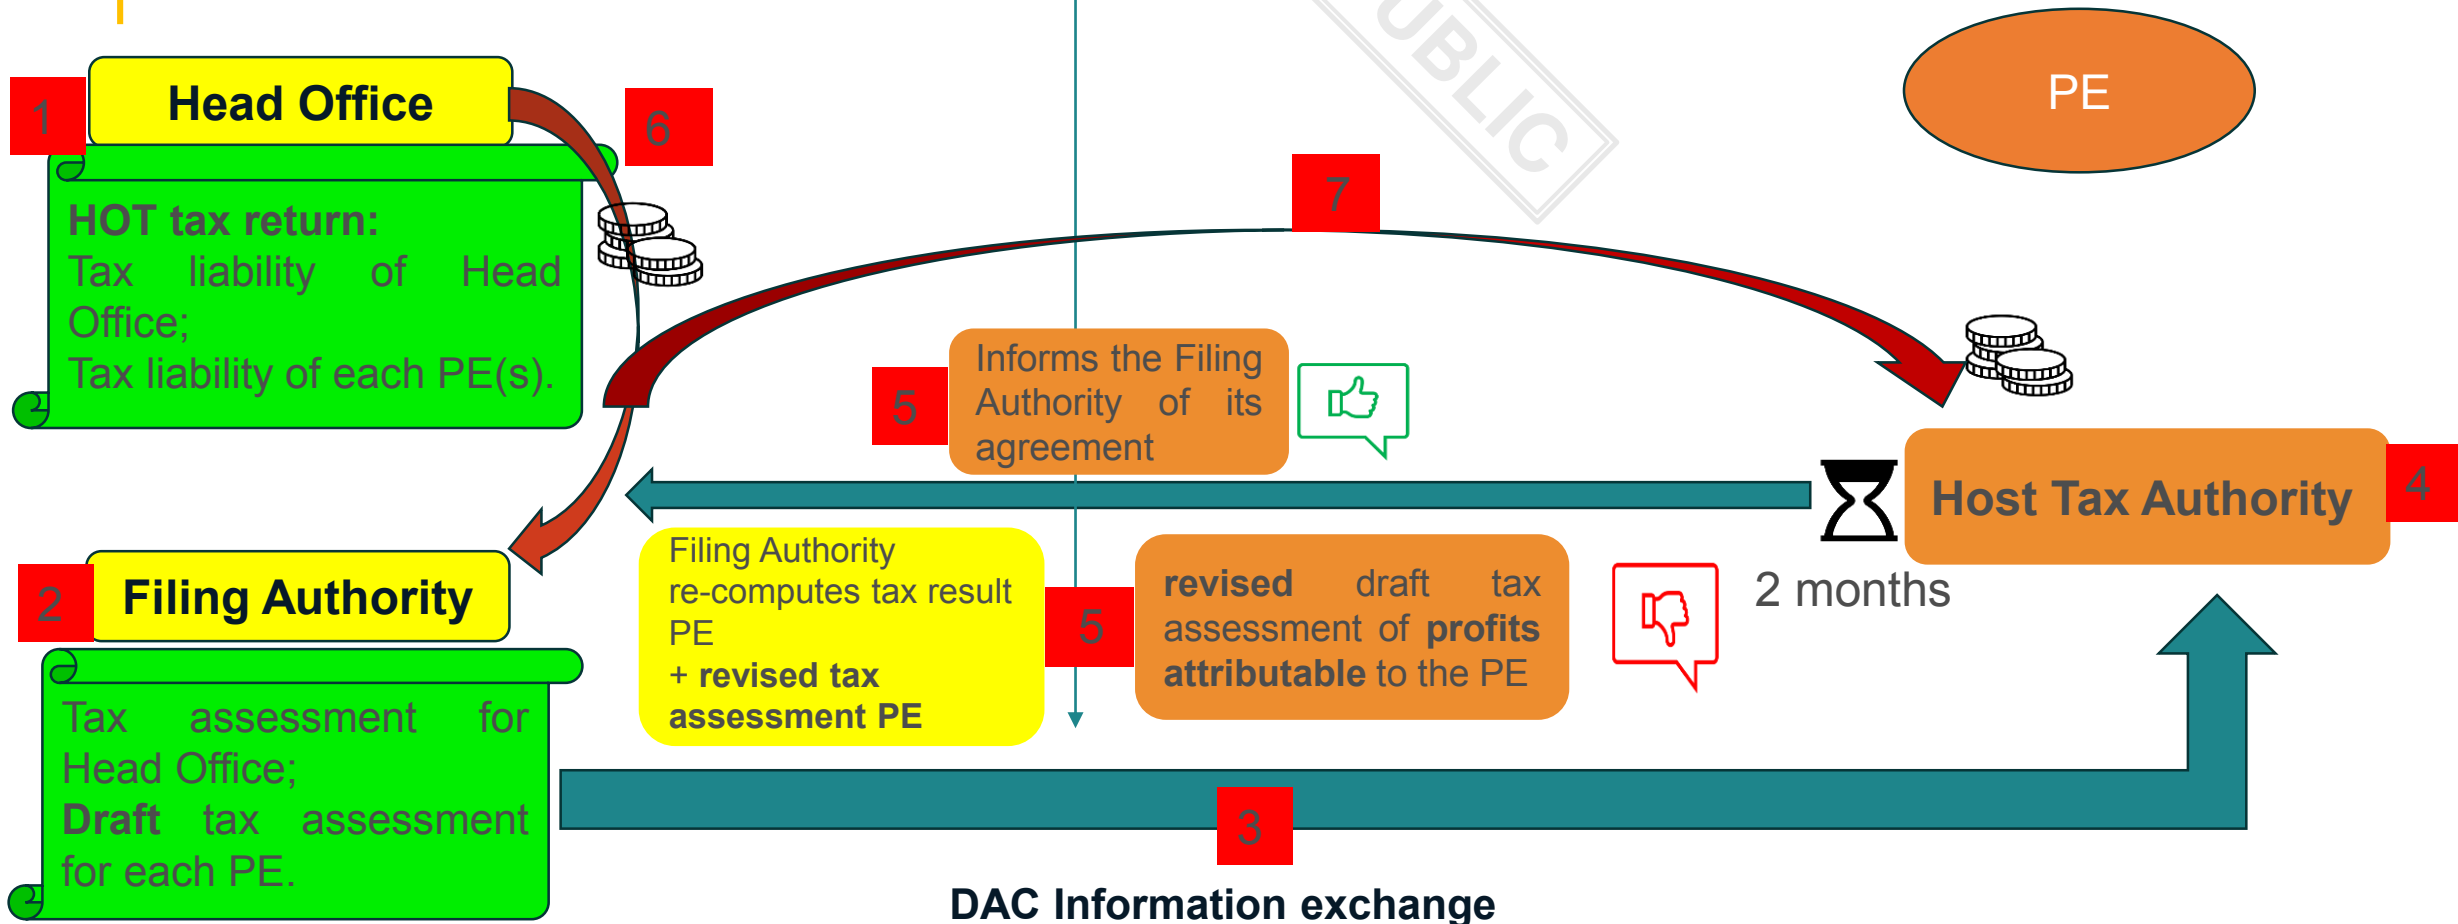 1
Head Office
6
PUBLIC
PE
HOT tax return:
Tax liability of Head
Office;
Tax liability of each PE(s).
7
5
Informs the Filing
Authority of its
agreement
Host Tax Authority
4
2 months
2
Filing Authority
Filing Authority
re-computes tax result
PE
+ revised tax
assessment PE
5
revised draft tax
assessment of profits
attributable to the PE
Tax assessment for
Head Office;
Draft tax assessment
for each PE.
3
DAC Information exchange